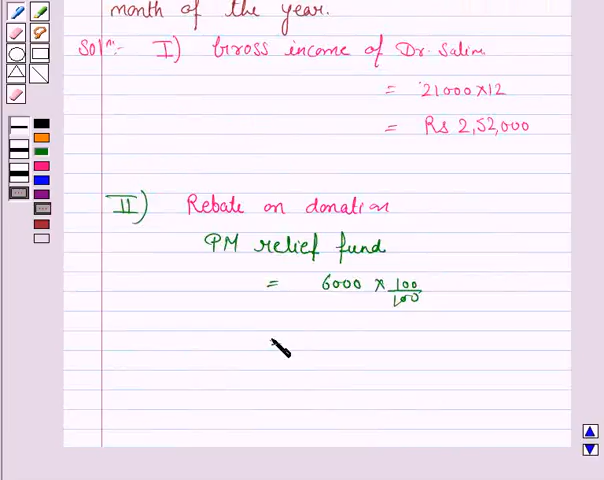 month of the year.
Solⁿ:- I) Gross income of Dr. Salim
= 21000 × 12
= Rs 2,52,000
II) Rebate on donation
PM relief fund
= 6000 × 100/100